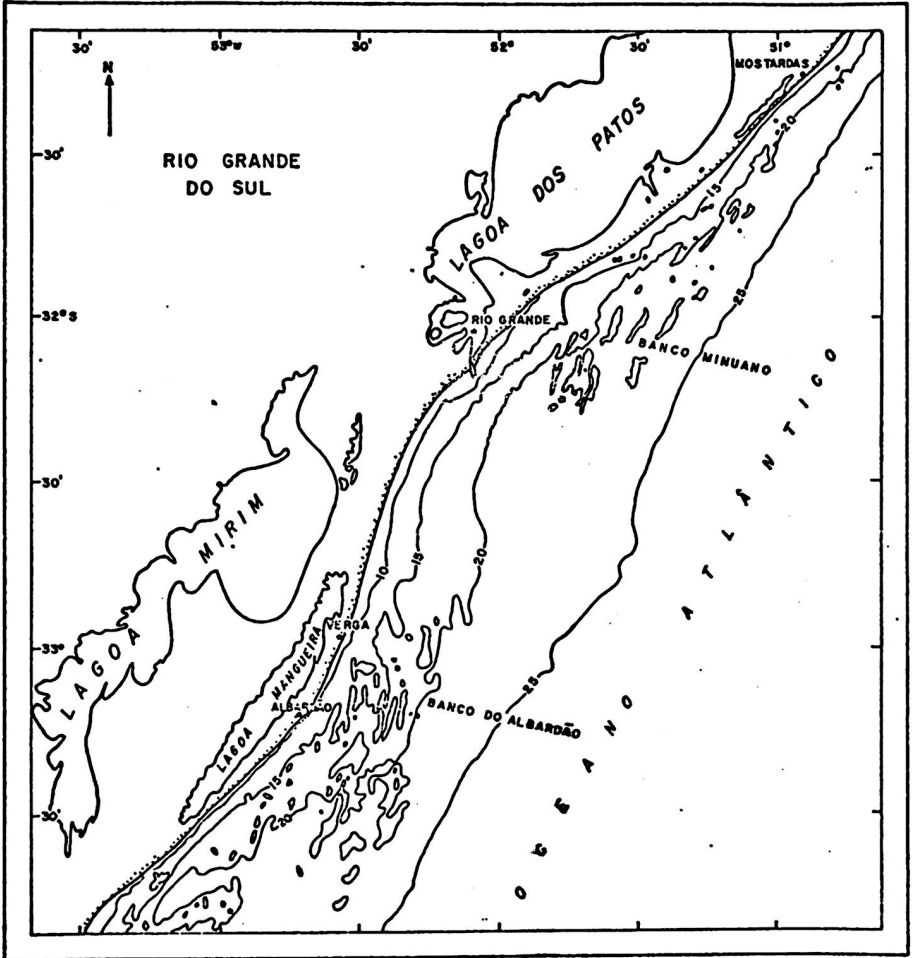 30'
53°W
30'
52°
30'
51°
N
MOSTARDAS
20
15
30'
RIO GRANDE
DO SUL
LAGOA DOS PATOS
25
32°S
RIO GRANDE
BANCO MINUANO
30'
LAGOA MIRIM
10
15
20
OCEANO ATLÂNTICO
VERGA
33°
LAGOA MANGUEIRA
25
BANCO DO ALBARDÃO
15
20
30'